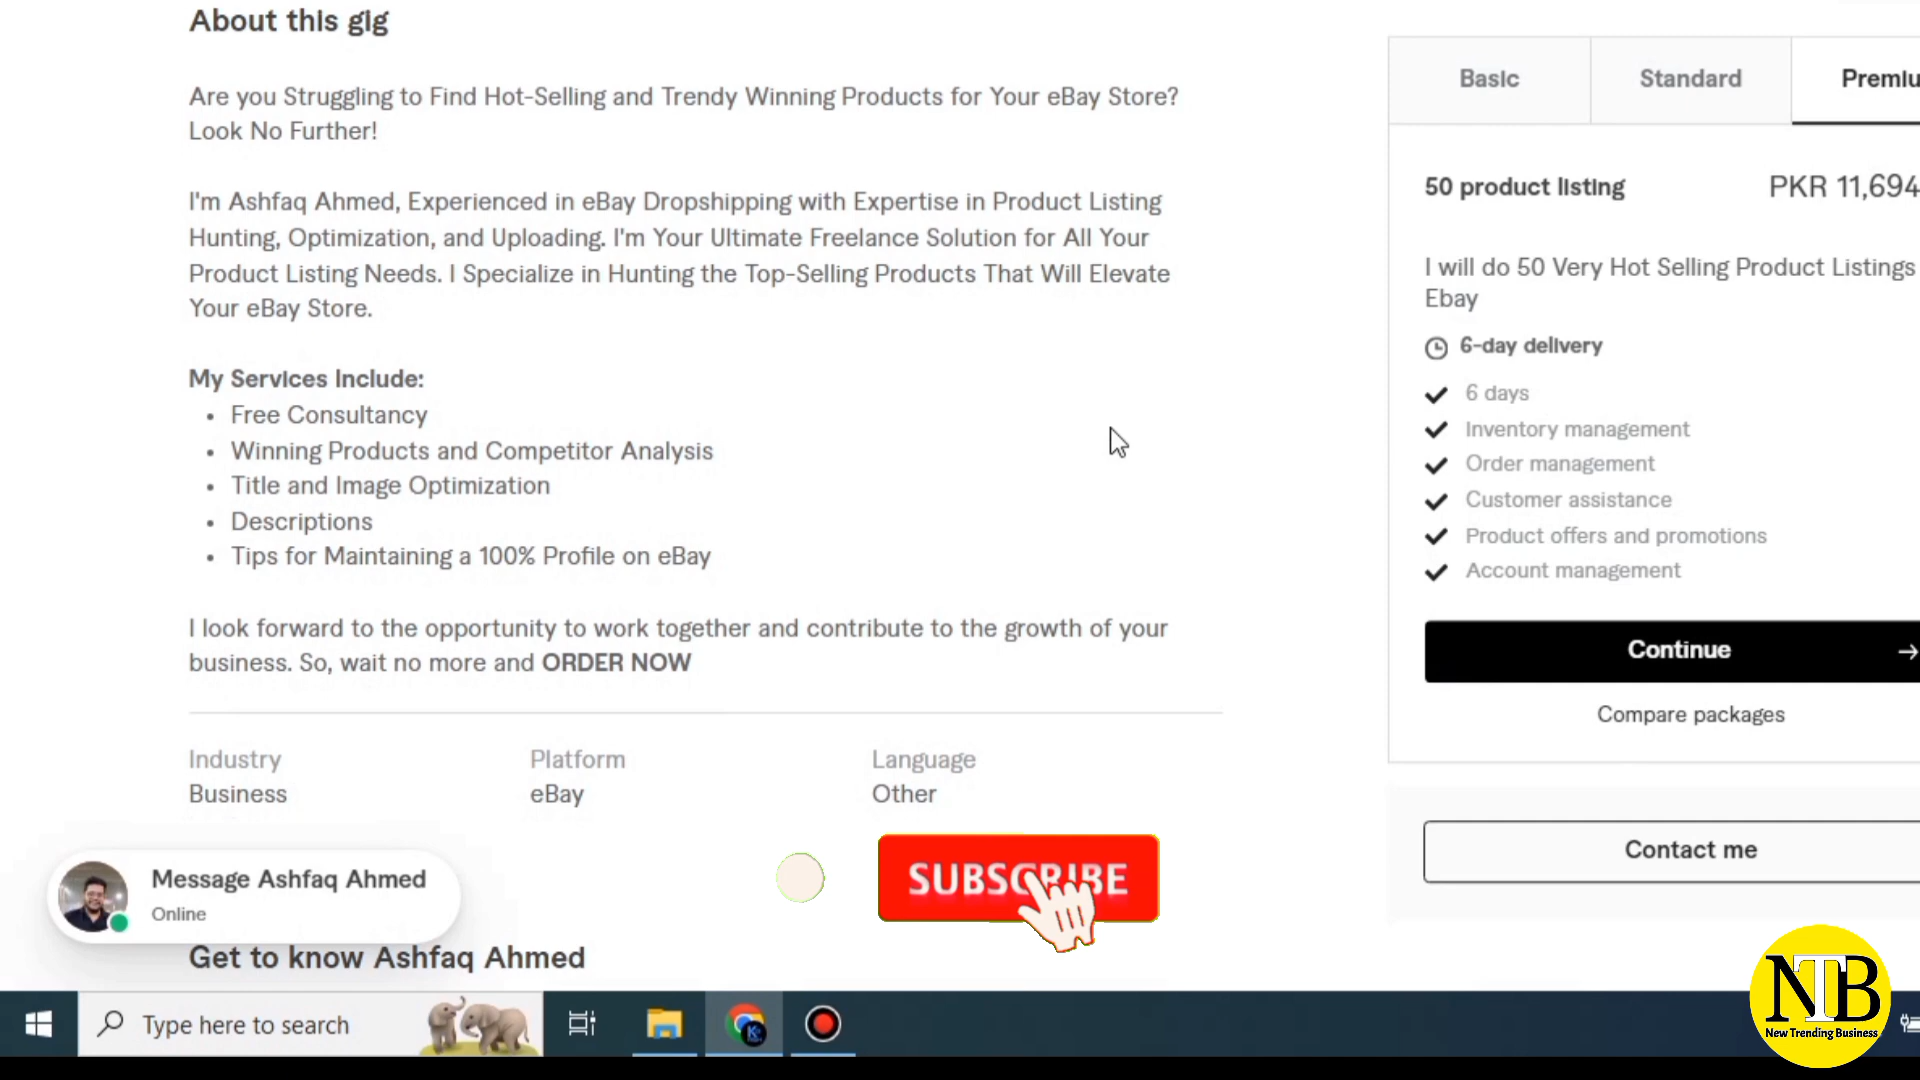 About this gig
Are you Struggling to Find Hot-Selling and Trendy Winning Products for Your eBay Store?
Look No Further!
I'm Ashfaq Ahmed, Experienced in eBay Dropshipping with Expertise in Product Listing
Hunting, Optimization, and Uploading. I'm Your Ultimate Freelance Solution for All Your
Product Listing Needs. I Specialize in Hunting the Top-Selling Products That Will Elevate
Your eBay Store.
My Services Include:
• Free Consultancy
• Winning Products and Competitor Analysis
• Title and Image Optimization
• Descriptions
• Tips for Maintaining a 100% Profile on eBay
I look forward to the opportunity to work together and contribute to the growth of your
business. So, wait no more and ORDER NOW
Industry
Business
Platform
eBay
Language
Other
Message Ashfaq Ahmed
Online
SUBSCRIBE
Get to know Ashfaq Ahmed
Basic
Standard
Premiu
50 product listing
PKR 11,694
I will do 50 Very Hot Selling Product Listings
Ebay
6-day delivery
6 days
Inventory management
Order management
Customer assistance
Product offers and promotions
Account management
Continue
Compare packages
Contact me
Type here to search
NTB
New Trending Business